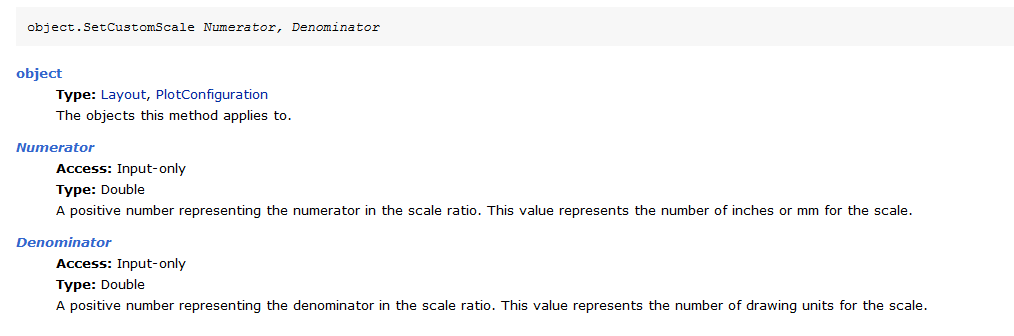 object.SetCustomScale Numerator, Denominator
object
Type: Layout, PlotConfiguration
The objects this method applies to.
Numerator
Access: Input-only
Type: Double
A positive number representing the numerator in the scale ratio. This value represents the number of inches or mm for the scale.
Denominator
Access: Input-only
Type: Double
A positive number representing the denominator in the scale ratio. This value represents the number of drawing units for the scale.